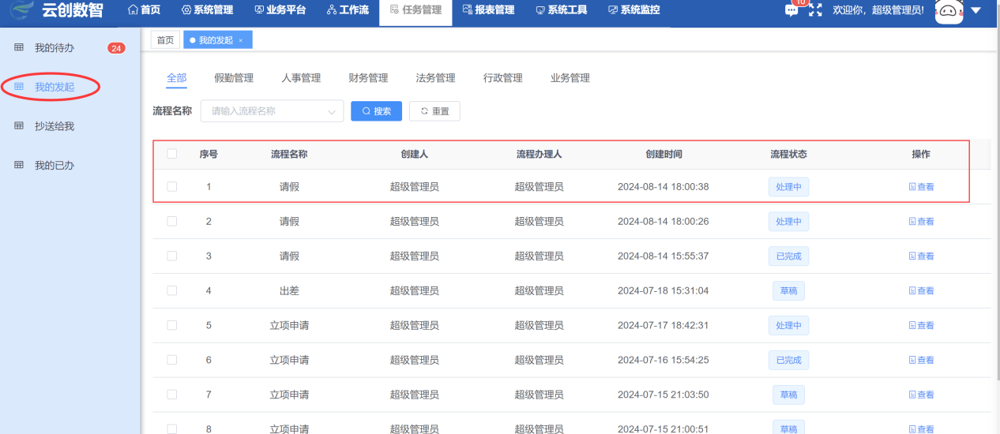 云创数智 首页 系统管理 业务平台 工作流 任务管理 报表管理 系统工具 系统监控 10 欢迎你，超级管理员!
首页 我的发起 ×
我的待办 24
我的发起
抄送给我
我的已办
全部 假勤管理 人事管理 财务管理 法务管理 行政管理 业务管理
流程名称 请输入流程名称 搜索 重置
序号 流程名称 创建人 流程办理人 创建时间 流程状态 操作
1 请假 超级管理员 超级管理员 2024-08-14 18:00:38 处理中 查看
2 请假 超级管理员 超级管理员 2024-08-14 18:00:26 处理中 查看
3 请假 超级管理员 超级管理员 2024-08-14 15:55:37 已完成 查看
4 出差 超级管理员 超级管理员 2024-07-18 15:31:04 草稿 查看
5 立项申请 超级管理员 超级管理员 2024-07-17 18:42:31 处理中 查看
6 立项申请 超级管理员 超级管理员 2024-07-16 15:54:25 已完成 查看
7 立项申请 超级管理员 超级管理员 2024-07-15 21:03:50 草稿 查看
8 立项申请 超级管理员 超级管理员 2024-07-15 21:00:51 草稿 查看